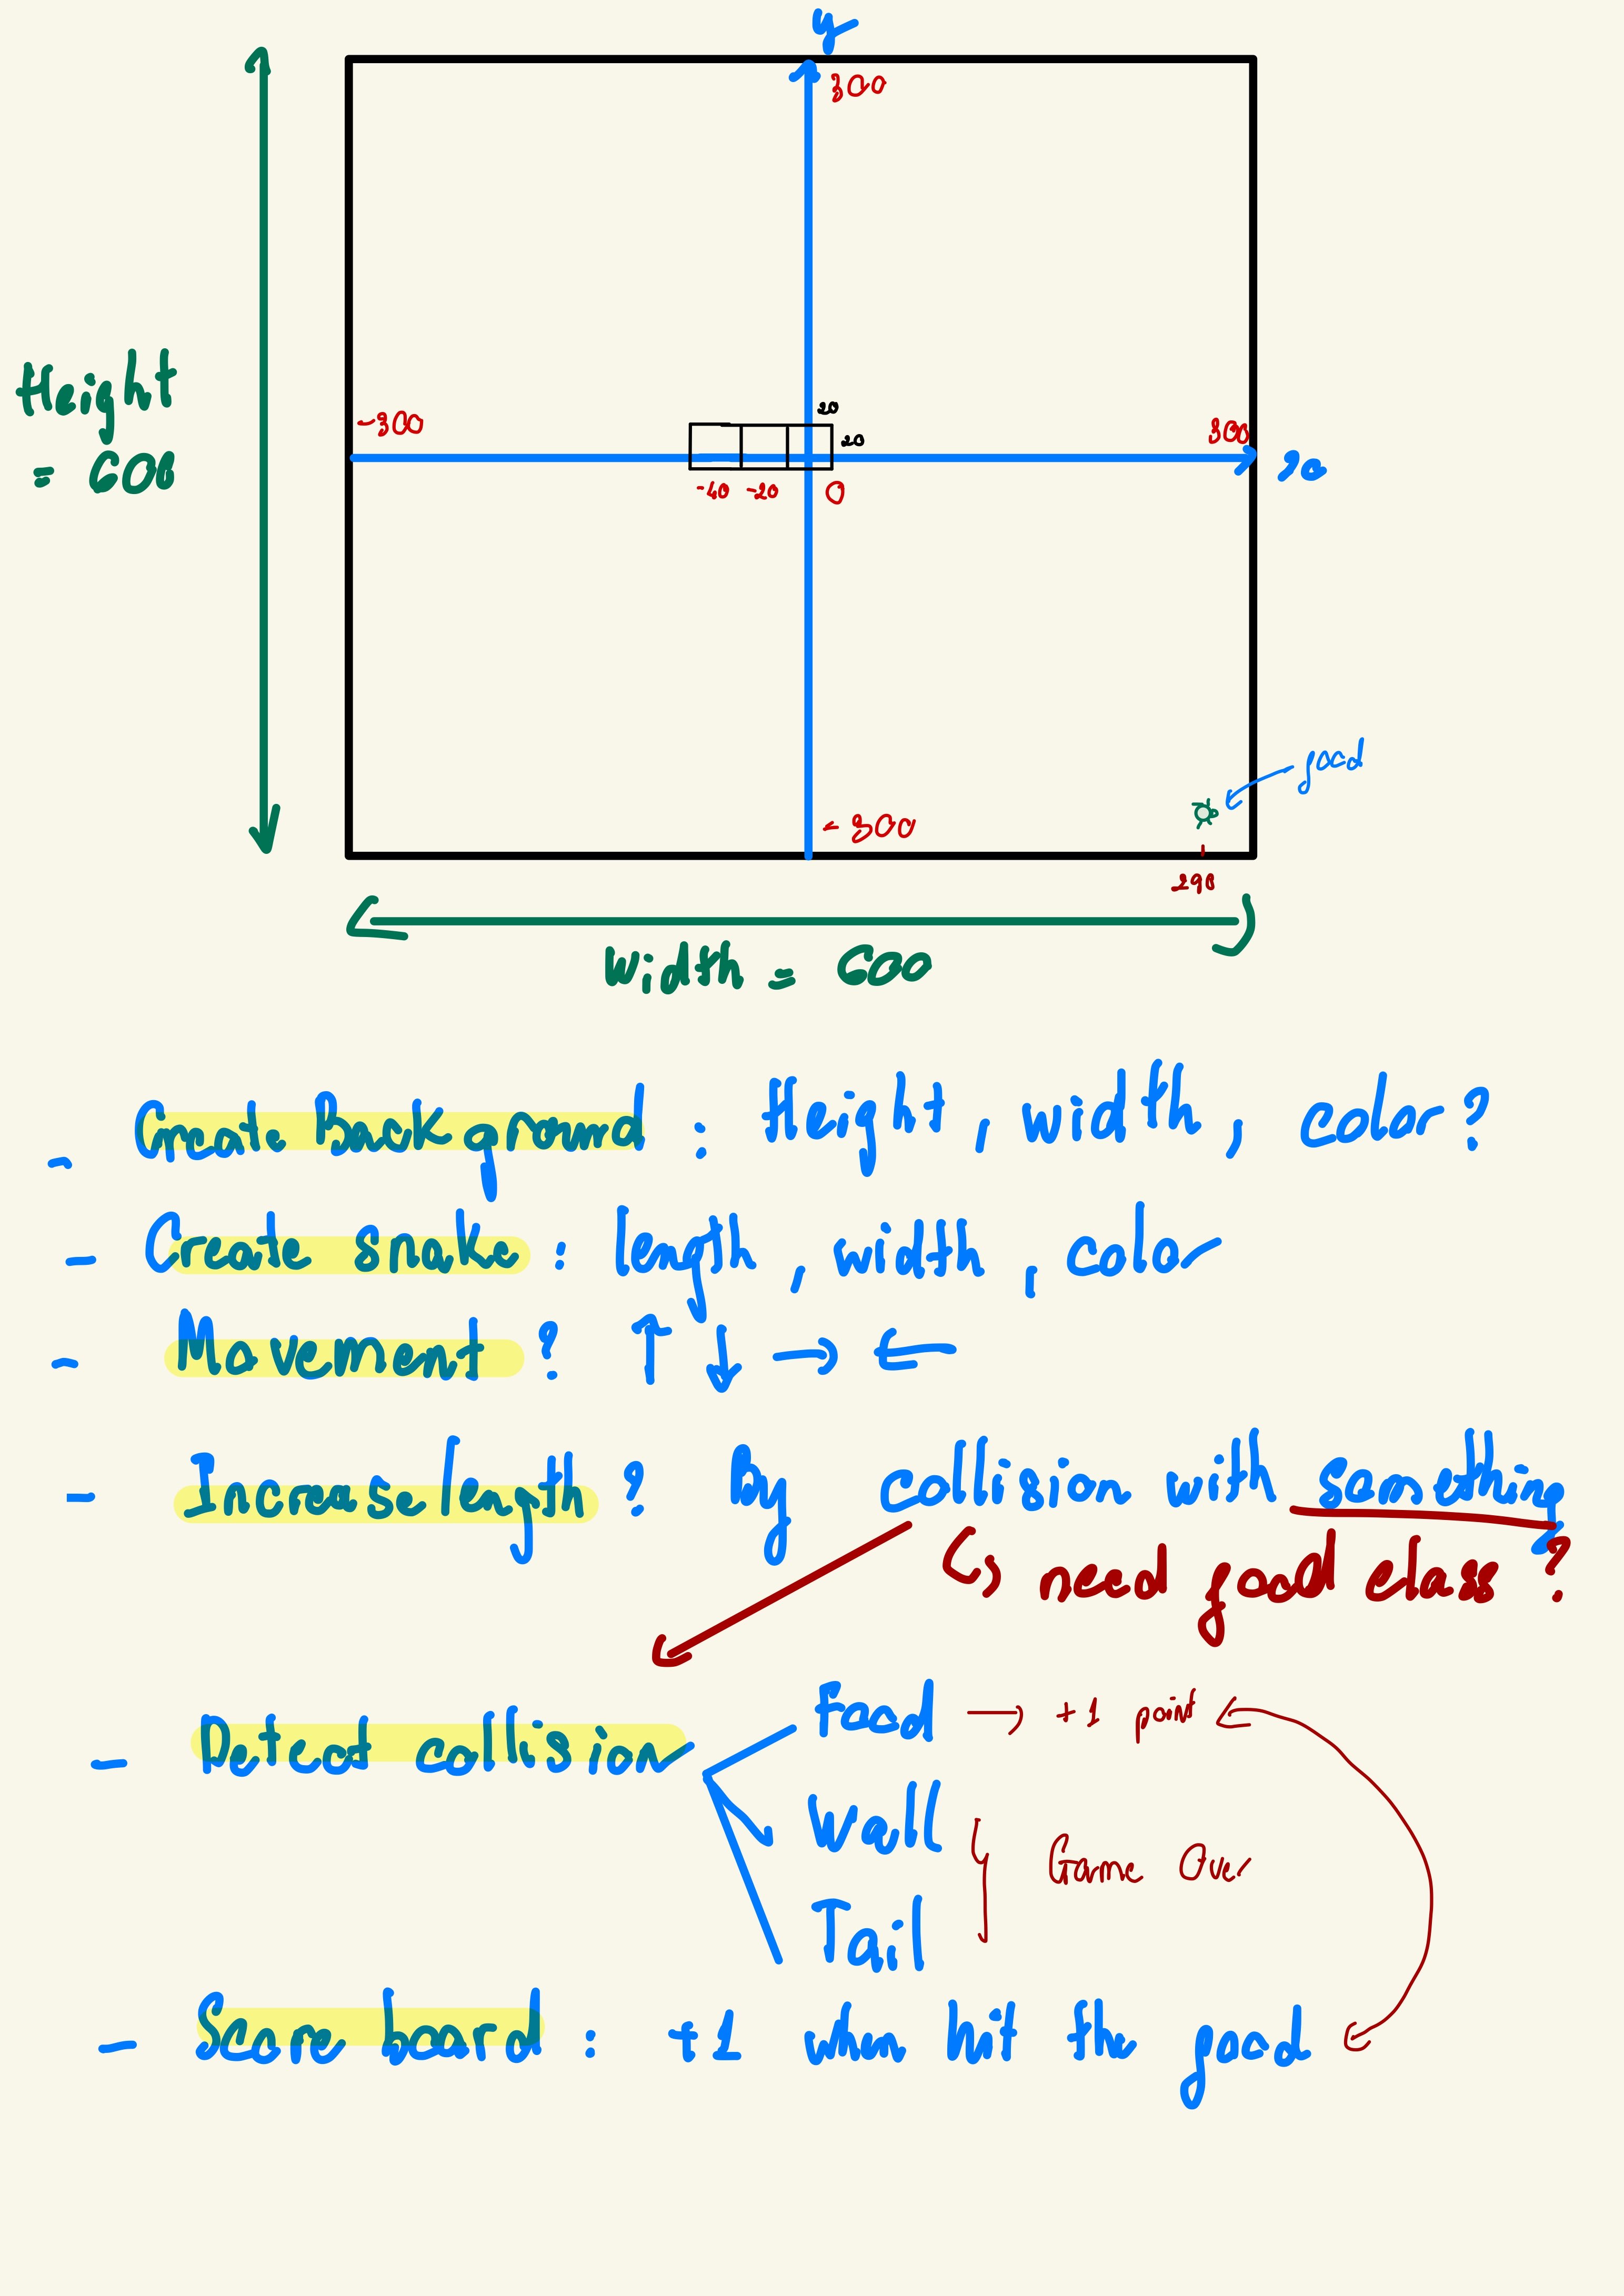 y
300
Height
= 600
-300
20
20
300
x
-40 -20 0
food
-300
290
Width = 600
- Create Background : Height, width, color?
- Create snake : length, width, color
- Movement? ↑ ↓ → ←
- Increase length? By collision with something
↳ need food class?
- Detect collision
Food → +1 point
Wall
Game Over
Tail
- Score board : +1 when hit the food